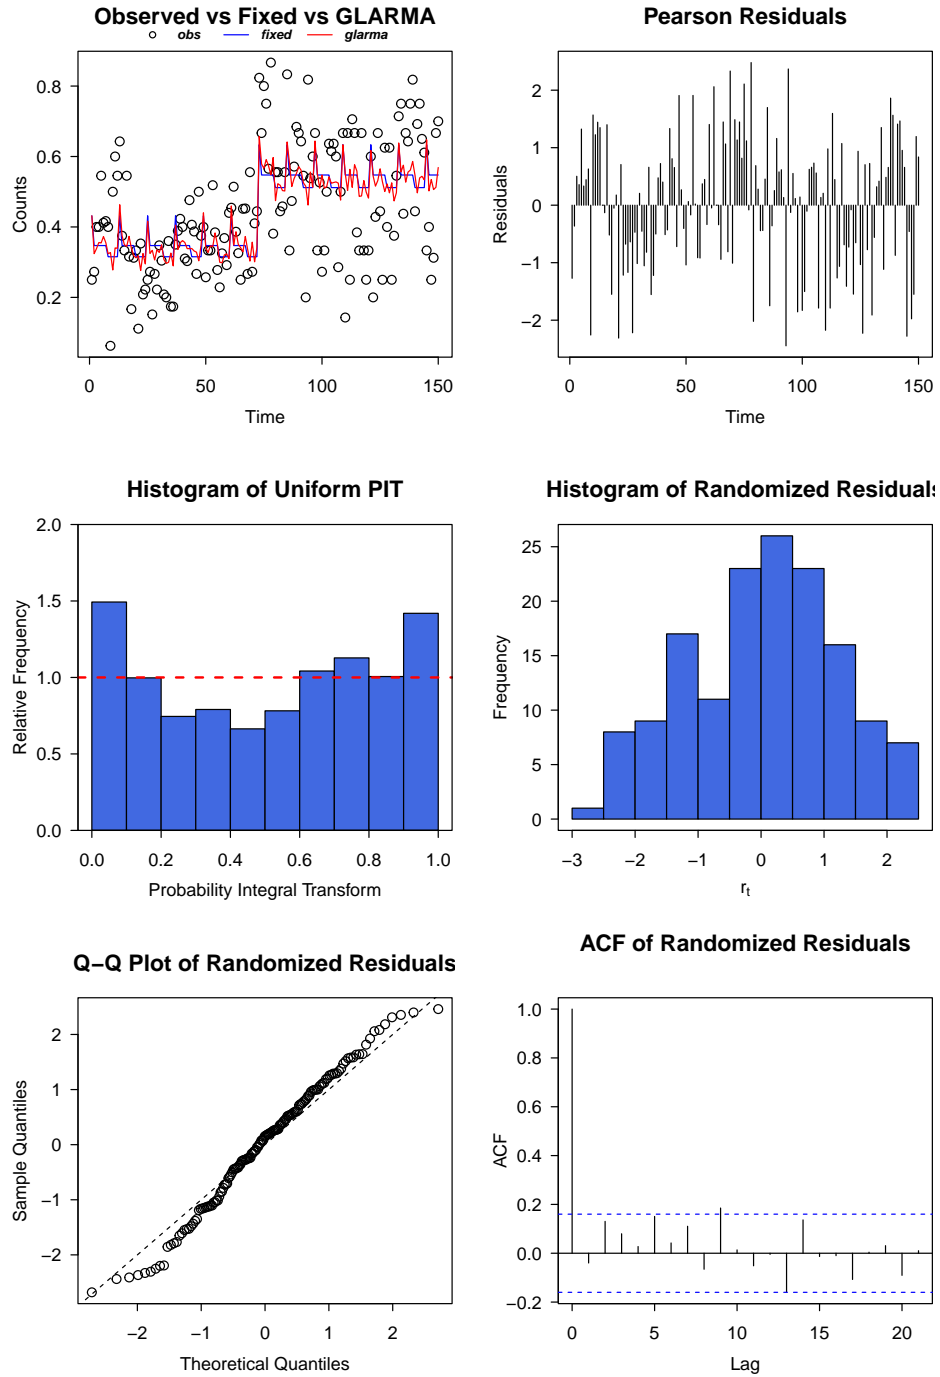 Observed vs Fixed vs GLARMA
obs fixed glarma
Counts
0.8
0.6
0.4
0.2
0 50 100 150
Time
Pearson Residuals
Residuals
2
1
0
−1
−2
0 50 100 150
Time
Histogram of Uniform PIT
Relative Frequency
2.0
1.5
1.0
0.5
0.0
0.0 0.2 0.4 0.6 0.8 1.0
Probability Integral Transform
Histogram of Randomized Residuals
Frequency
25
20
15
10
5
0
−3 −2 −1 0 1 2
rt
Q−Q Plot of Randomized Residuals
Sample Quantiles
2
1
0
−1
−2
−2 −1 0 1 2
Theoretical Quantiles
ACF of Randomized Residuals
ACF
1.0
0.8
0.6
0.4
0.2
0.0
−0.2
0 5 10 15 20
Lag